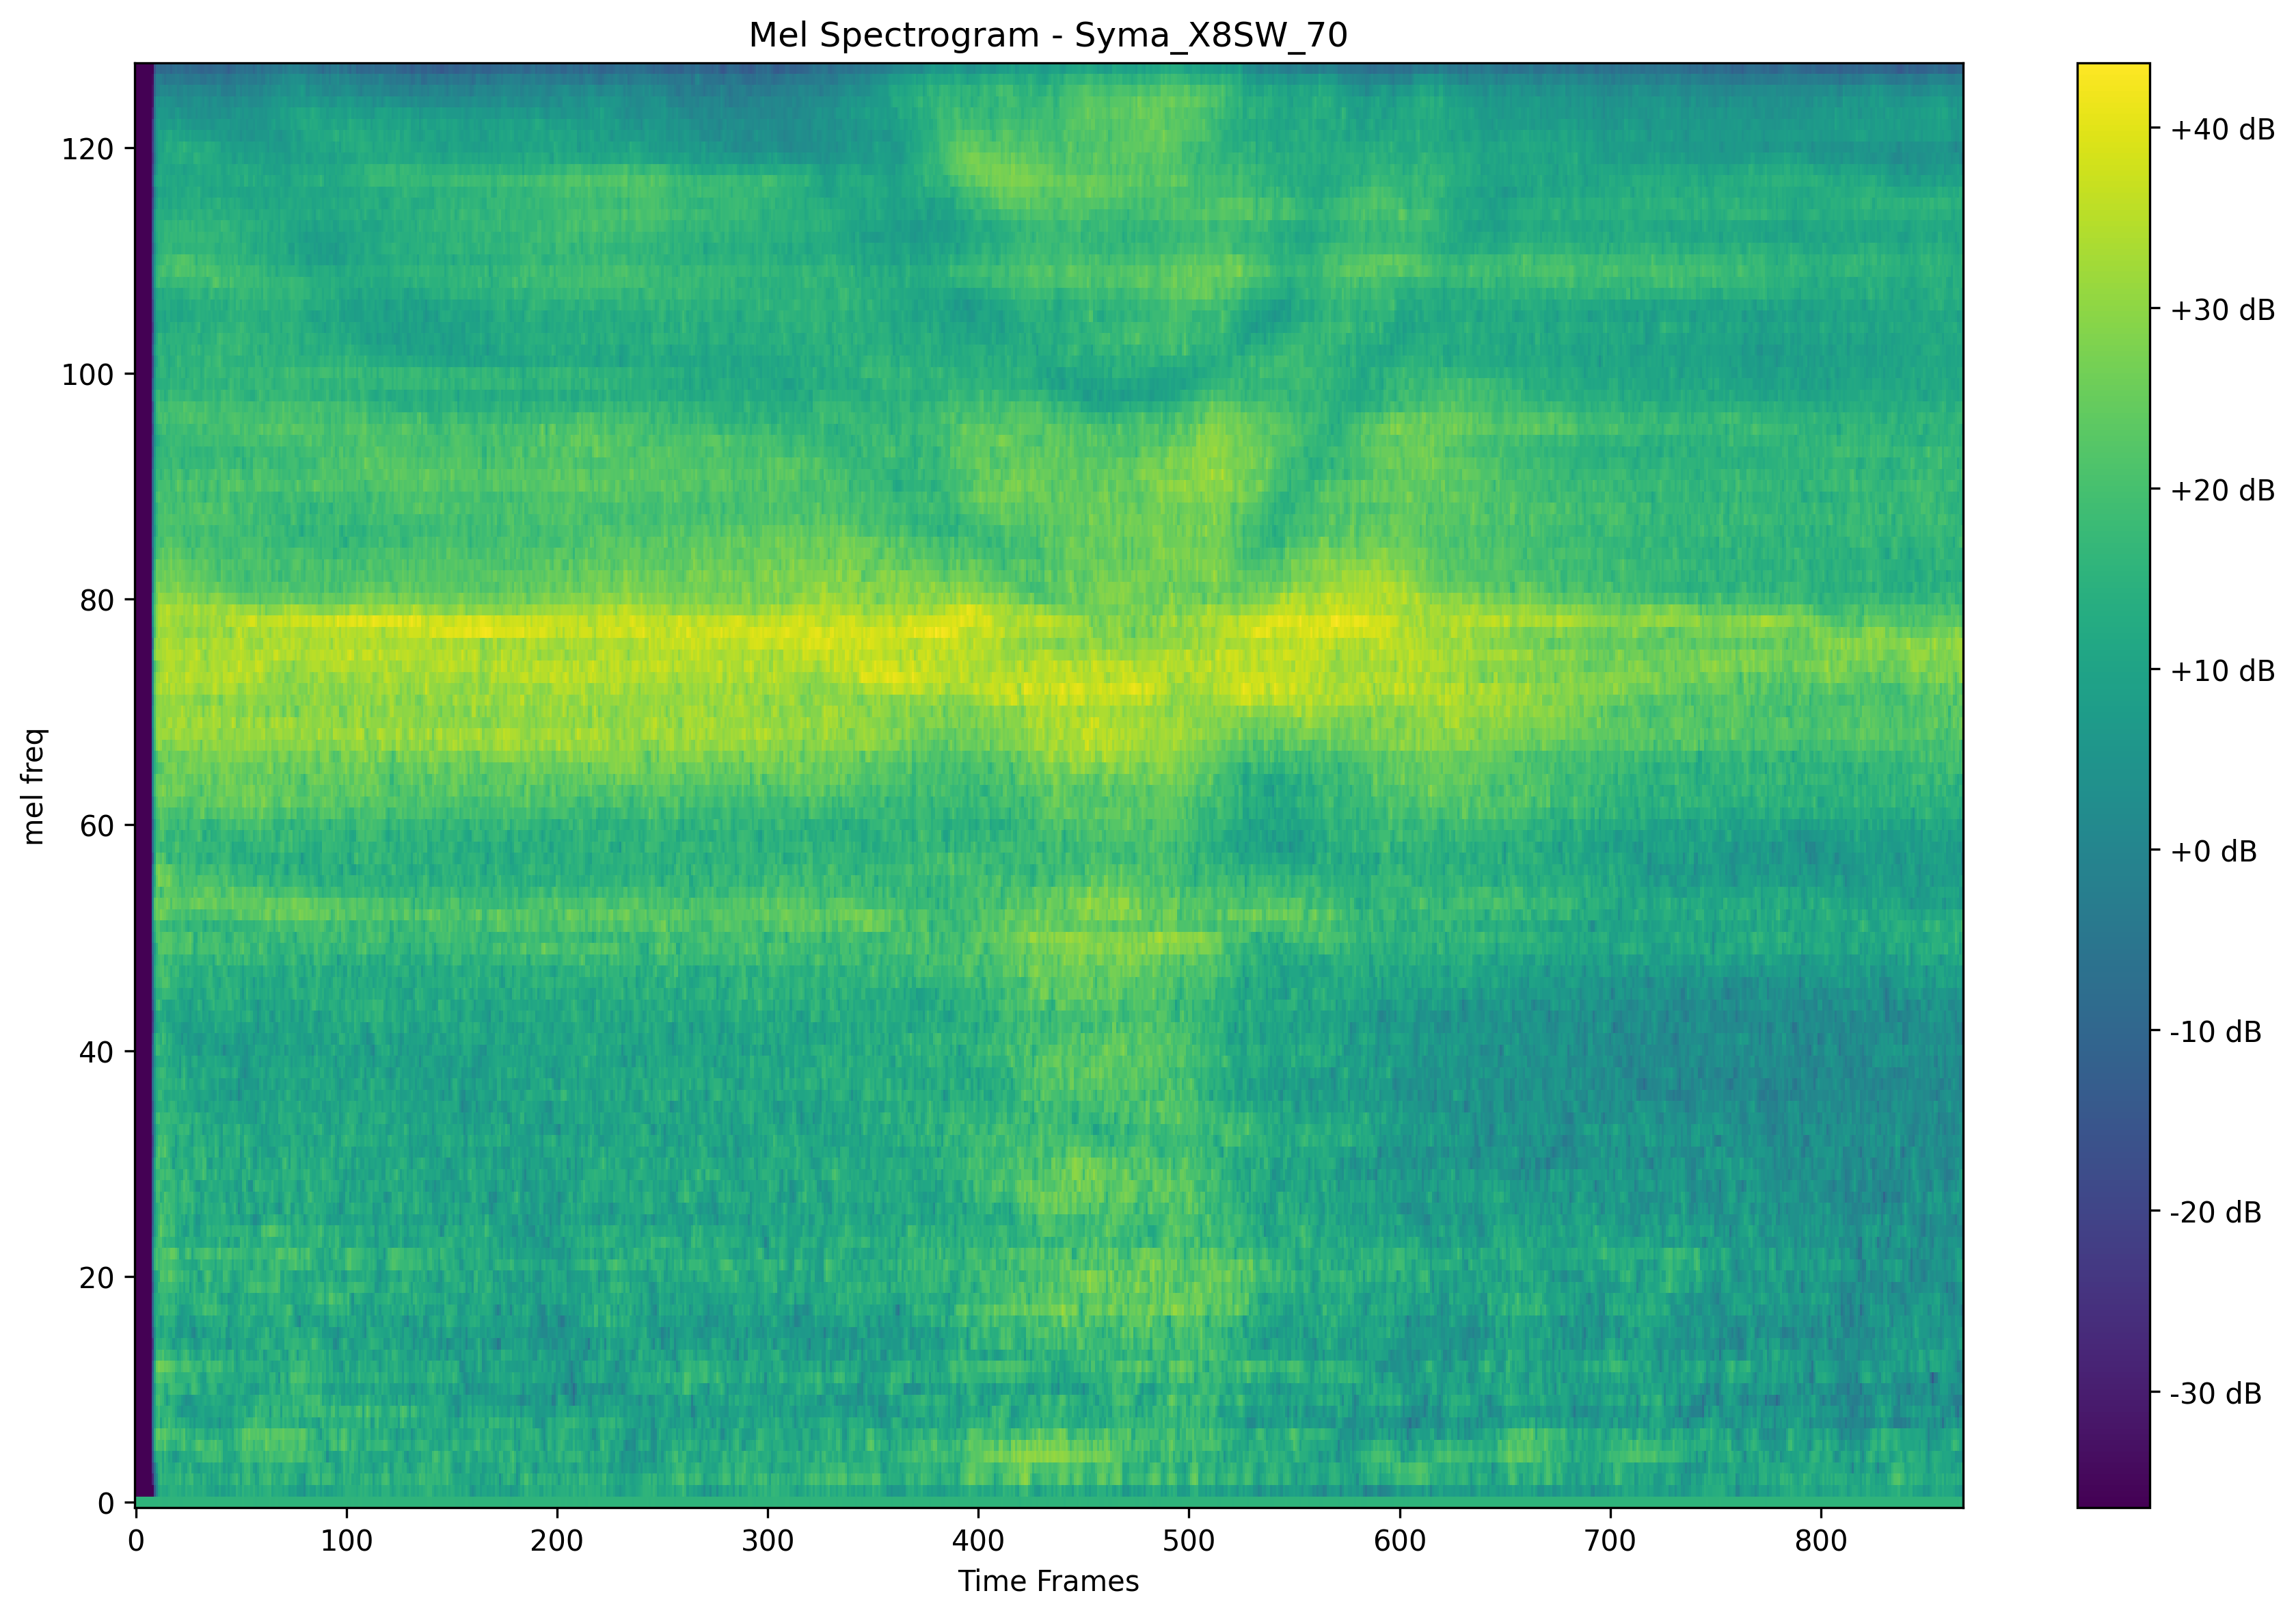 Mel Spectrogram - Syma_X8SW_70
mel freq
120
100
80
60
40
20
0
0 100 200 300 400 500 600 700 800
Time Frames
+40 dB
+30 dB
+20 dB
+10 dB
+0 dB
-10 dB
-20 dB
-30 dB